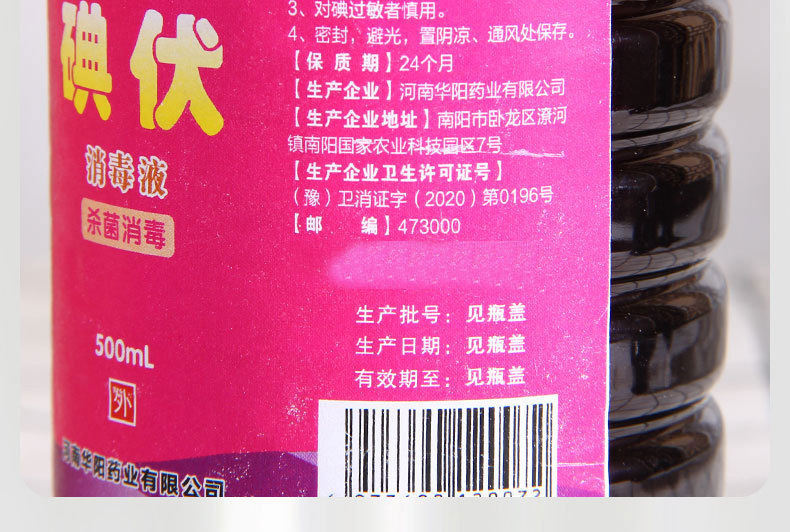 碘伏
消毒液
杀菌消毒
500mL
外
河南华阳药业有限公司
3、对碘过敏者慎用。
4、密封，避光，置阴凉、通风处保存。
【保 质 期】24个月
【生产企业】河南华阳药业有限公司
【生产企业地址】南阳市卧龙区潦河
镇南阳国家农业科技园区7号
【生产企业卫生许可证号】
（豫）卫消证字（2020）第0196号
【邮 编】473000
生产批号：见瓶盖
生产日期：见瓶盖
有效期至：见瓶盖